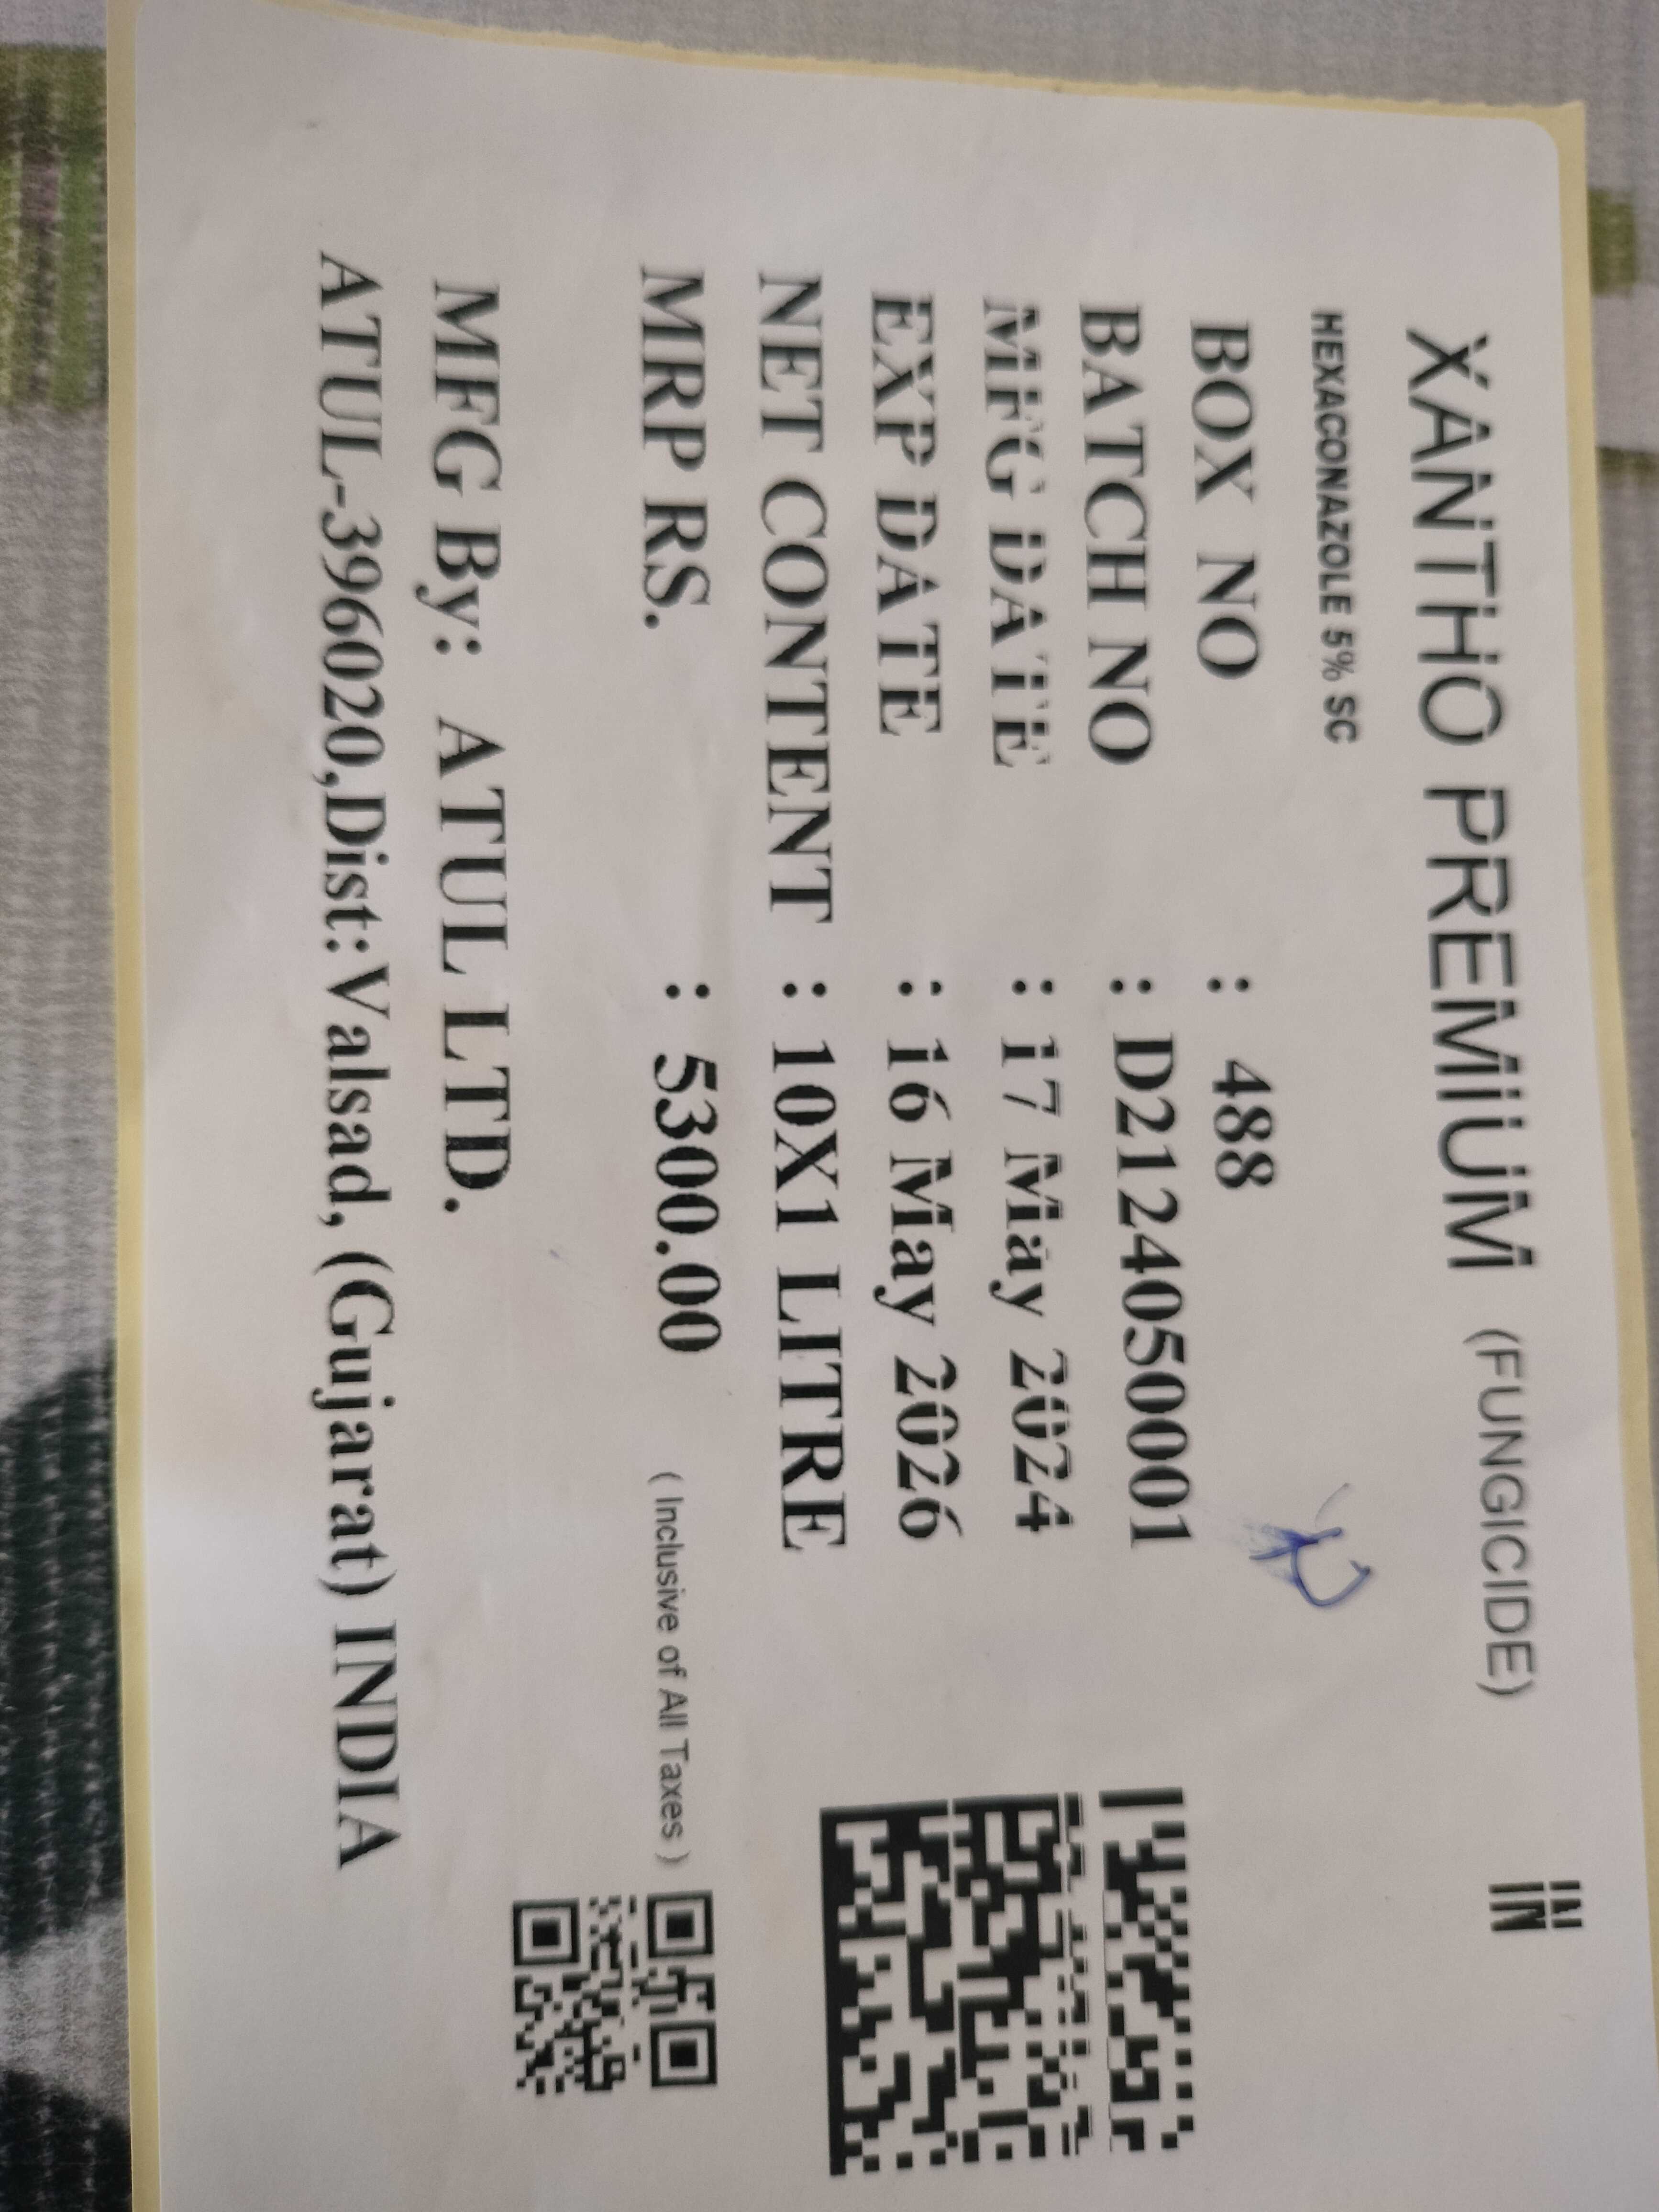 XANTHO PREMIUM (FUNGICIDE) IN
HEXACONAZOLE 5% SC
BOX NO : 488
BATCH NO : D2124050001
MFG DATE : 17 May 2024
EXP DATE : 16 May 2026
NET CONTENT : 10X1 LITRE
MRP RS. : 5300.00 ( Inclusive of All Taxes )
MFG By: ATUL LTD.
ATUL-396020,Dist:Valsad, (Gujarat) INDIA